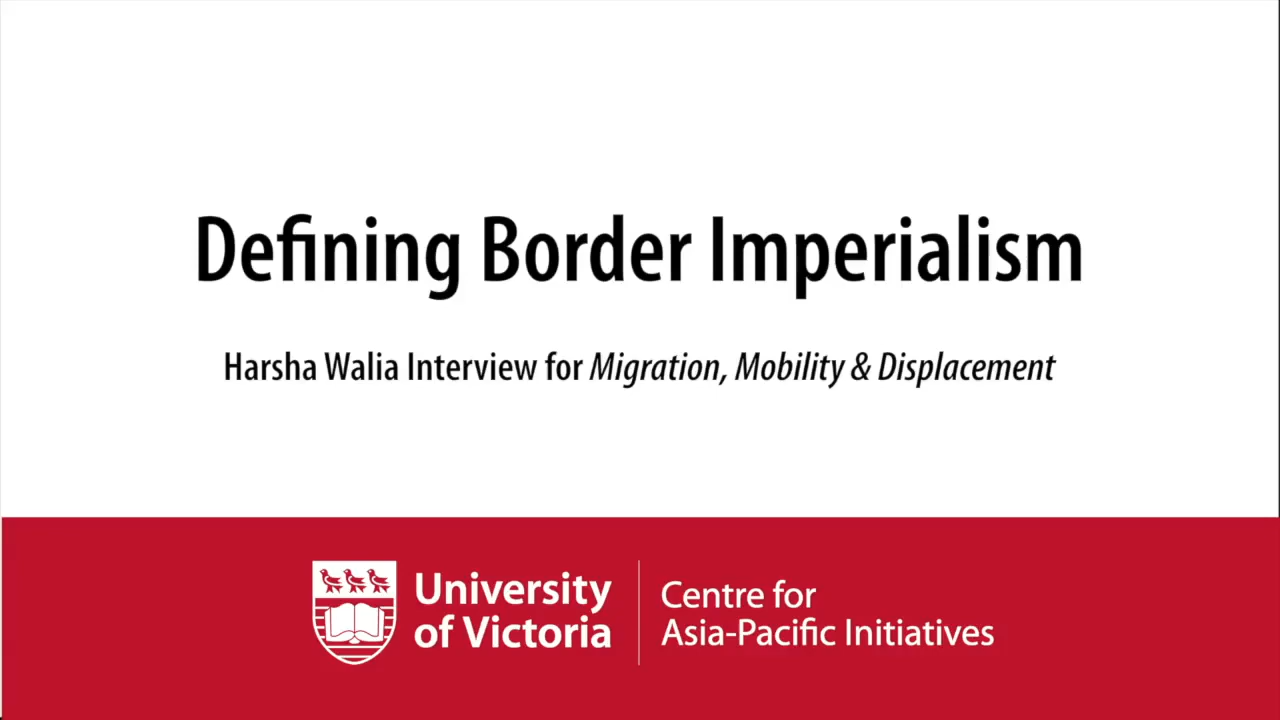 Defining Border Imperialism
Harsha Walia Interview for Migration, Mobility & Displacement
University
of Victoria
Centre for
Asia-Pacific Initiatives